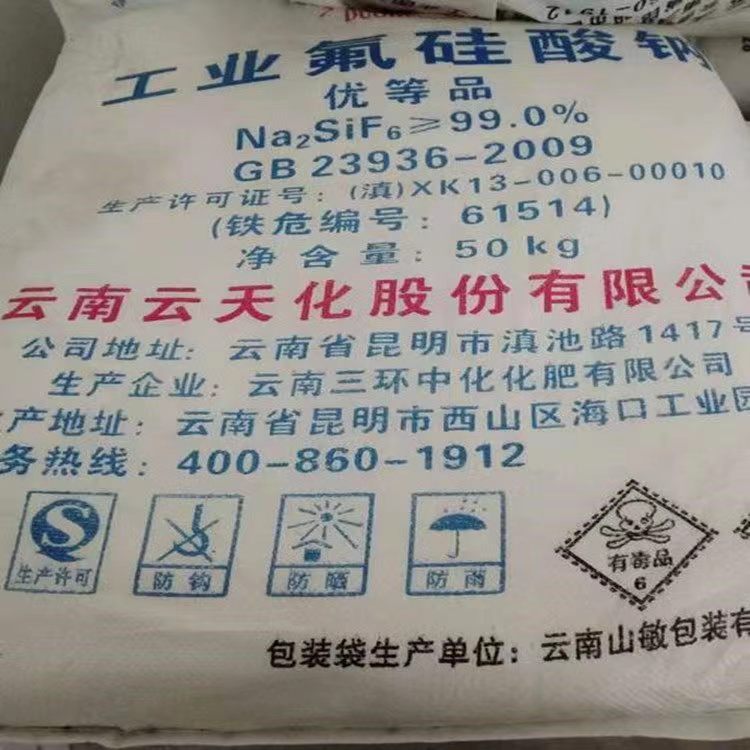 工业氟硅酸钠
优等品
Na₂SiF₆≥99.0%
GB 23936-2009
生产许可证号：(滇)XK13-006-00010
(铁危编号：61514)
净含量：50kg
云南云天化股份有限公司
公司地址：云南省昆明市滇池路1417号
生产企业：云南三环中化化肥有限公司
产地址：云南省昆明市西山区海口工业园
务热线：400-860-1912
生产许可
防钩
防晒
防雨
有毒品
6
包装袋生产单位：云南山敏包装有